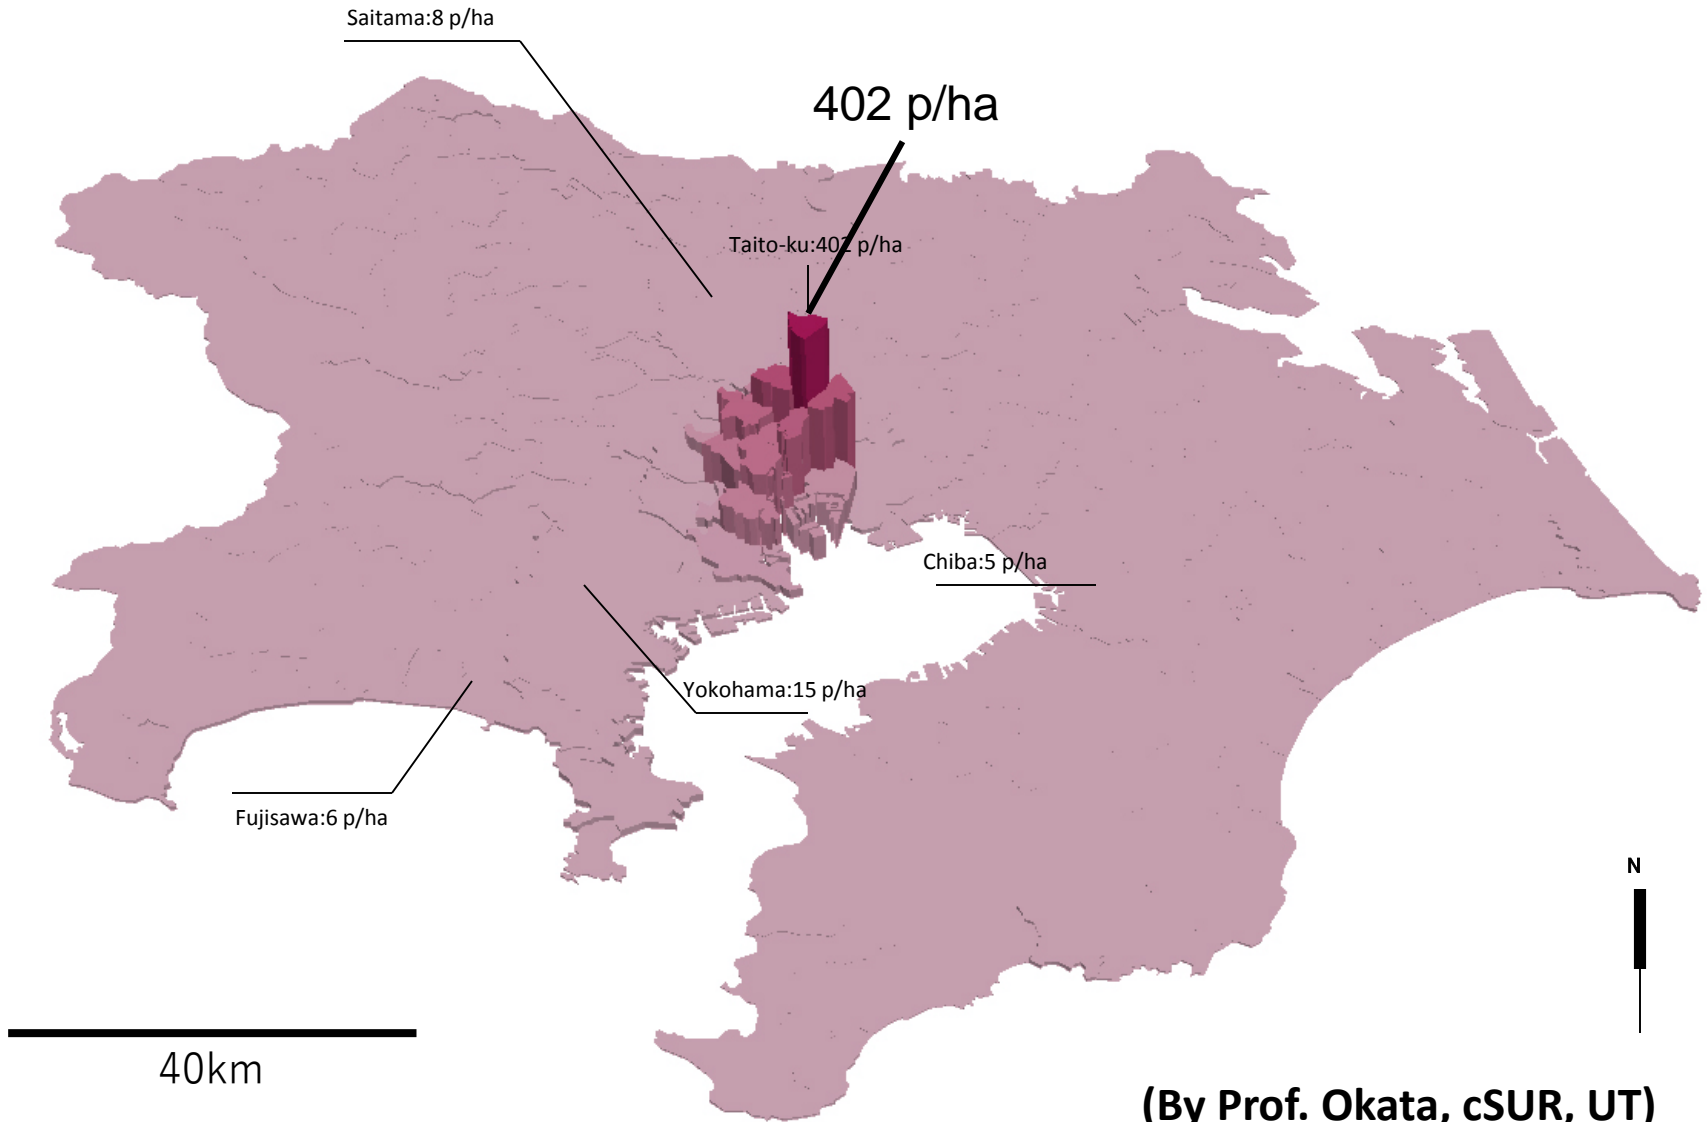 Saitama:8 p/ha
402 p/ha
Taito-ku:402 p/ha
Chiba:5 p/ha
Yokohama:15 p/ha
Fujisawa:6 p/ha
N
40km
(By Prof. Okata, cSUR, UT)